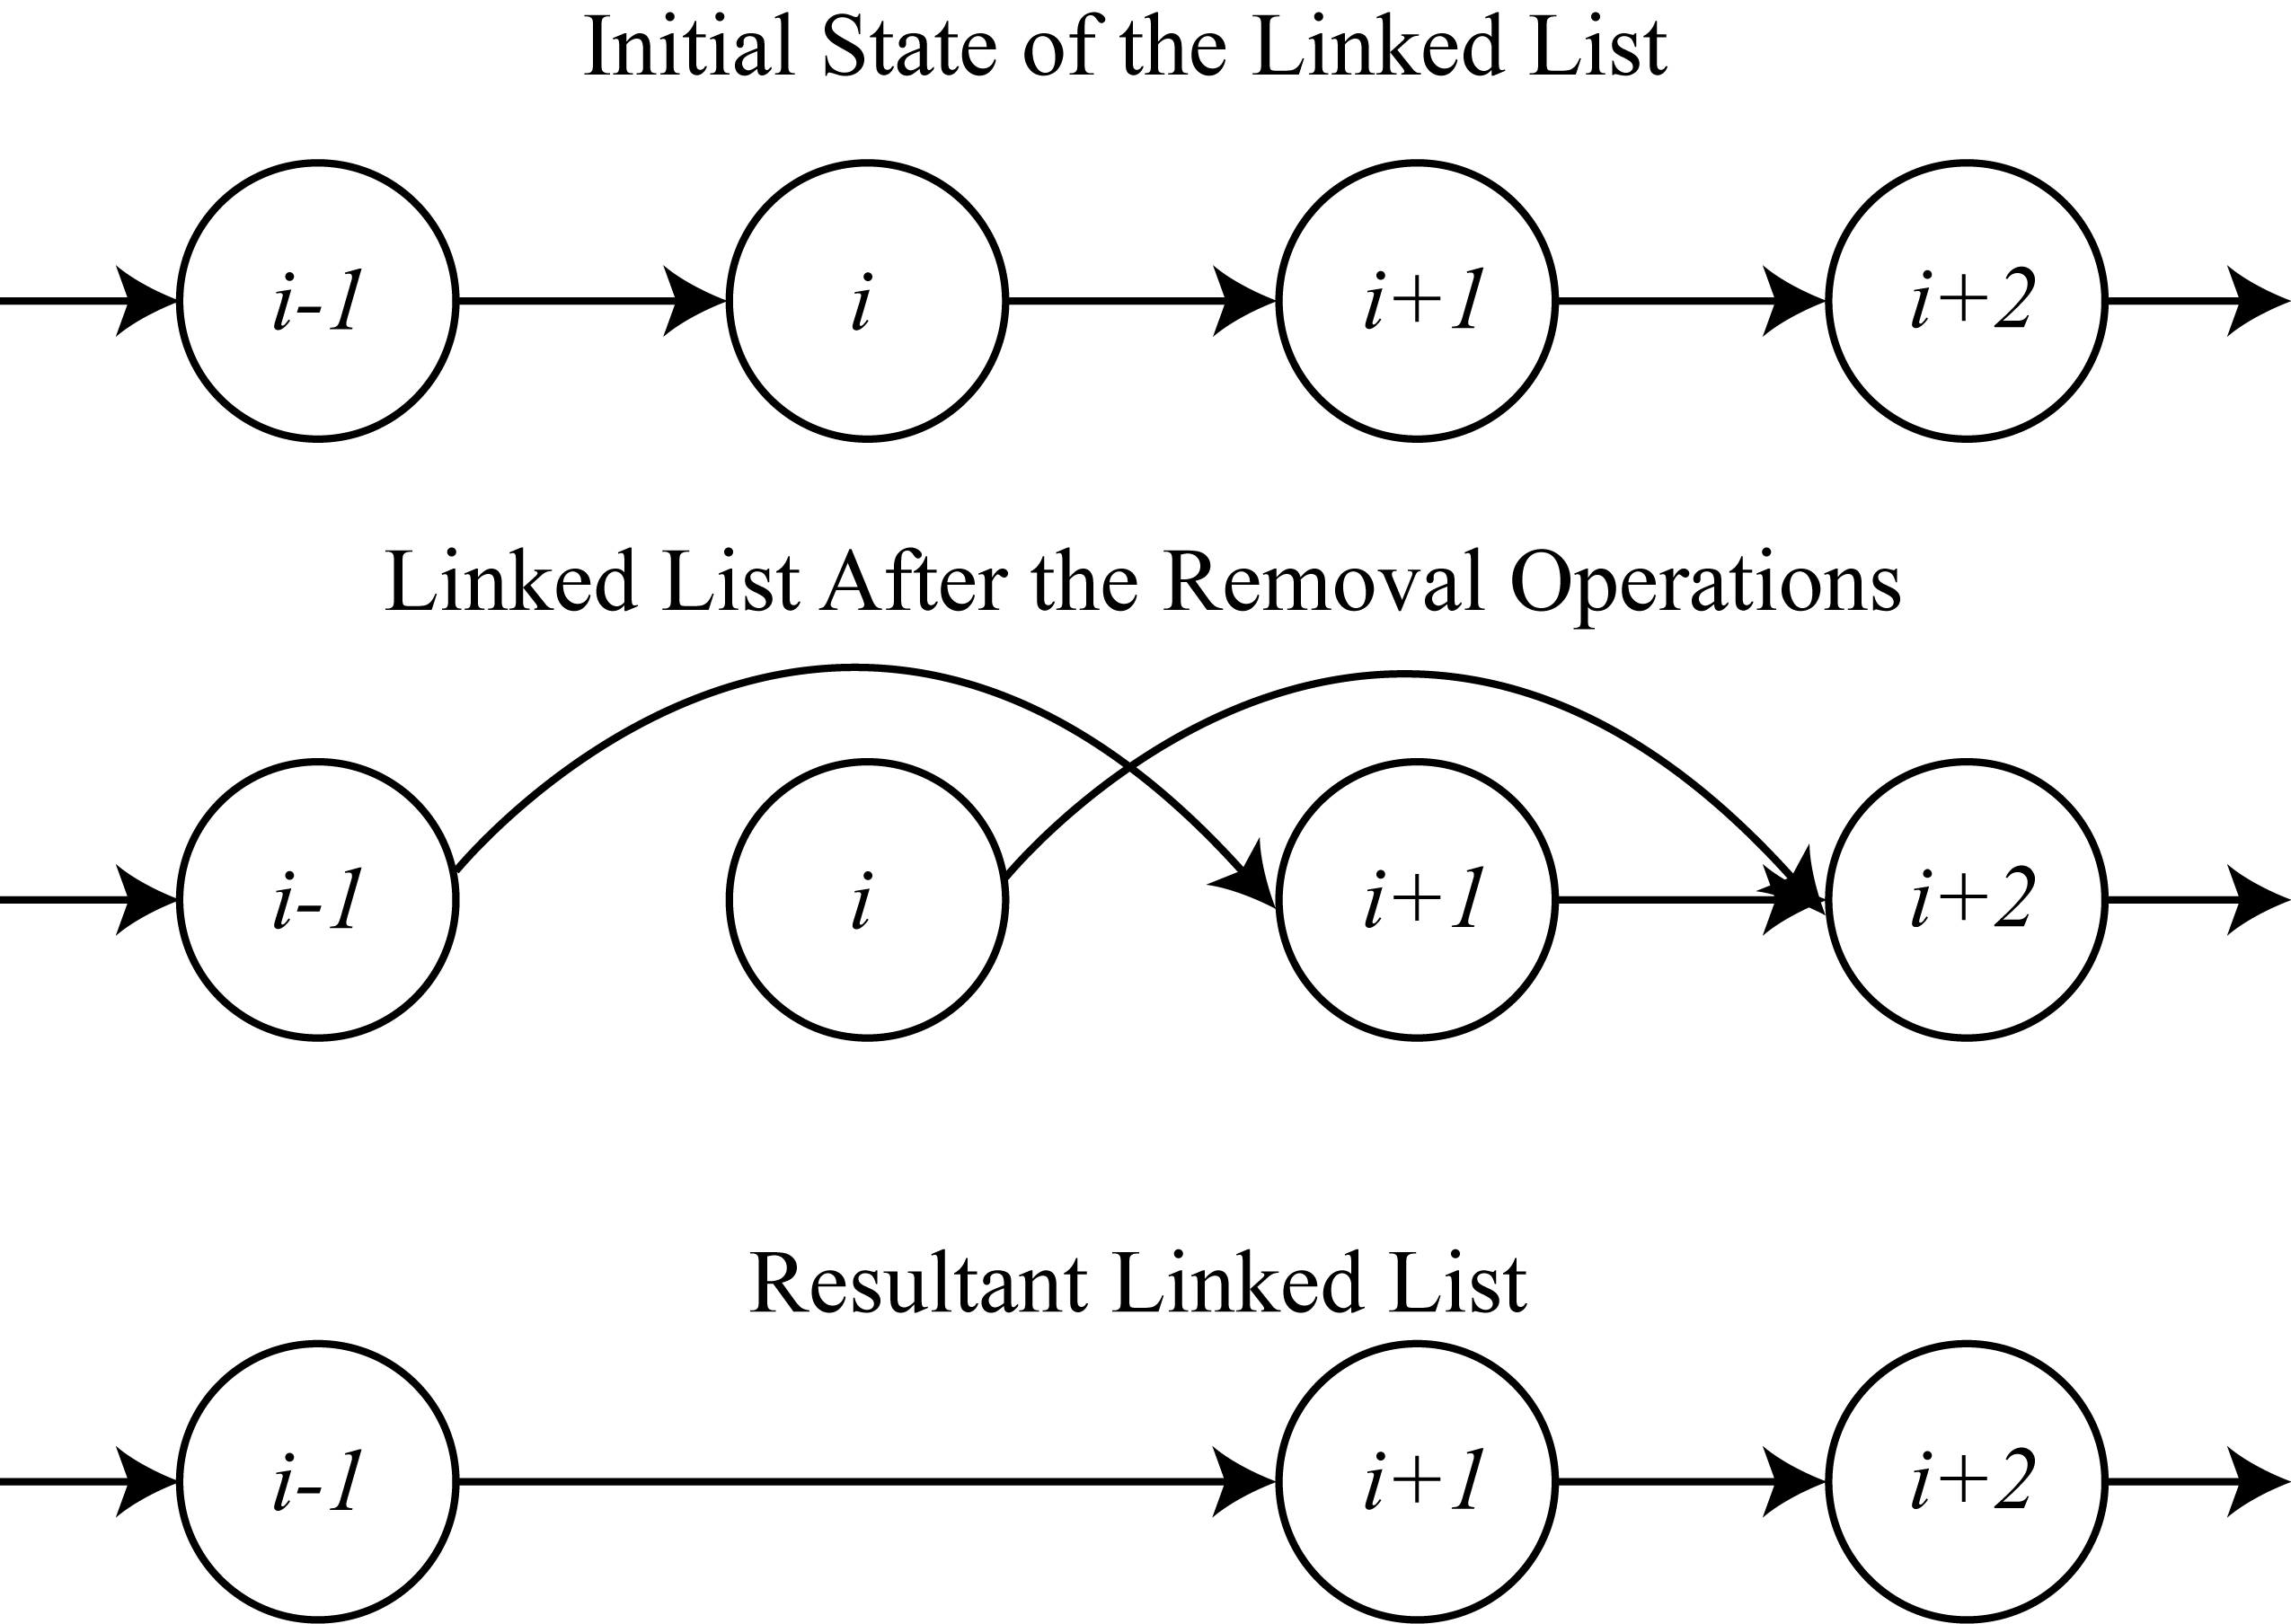 Initial State of the Linked List
i-1 i i+1 i+2
Linked List After the Removal Operations
i-1 i i+1 i+2
Resultant Linked List
i-1 i+1 i+2